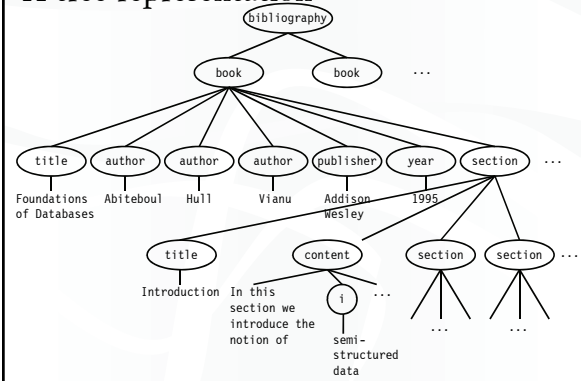 A tree representation
bibliography
book book ...
title author author author publisher year section ...
Foundations
of Databases
Abiteboul
Hull
Vianu
Addison
Wesley
1995
title content section section ...
Introduction
In this
section we
introduce the
notion of
i
...
semi-
structured
data
...
...